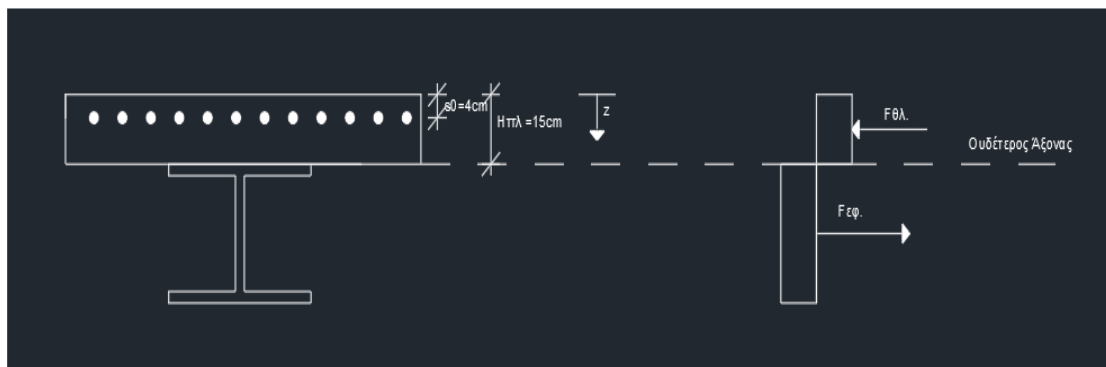 s0=4cm
Ηπλ =15cm
z
Fθλ.
Ουδέτερος Άξονας
Fεφ.